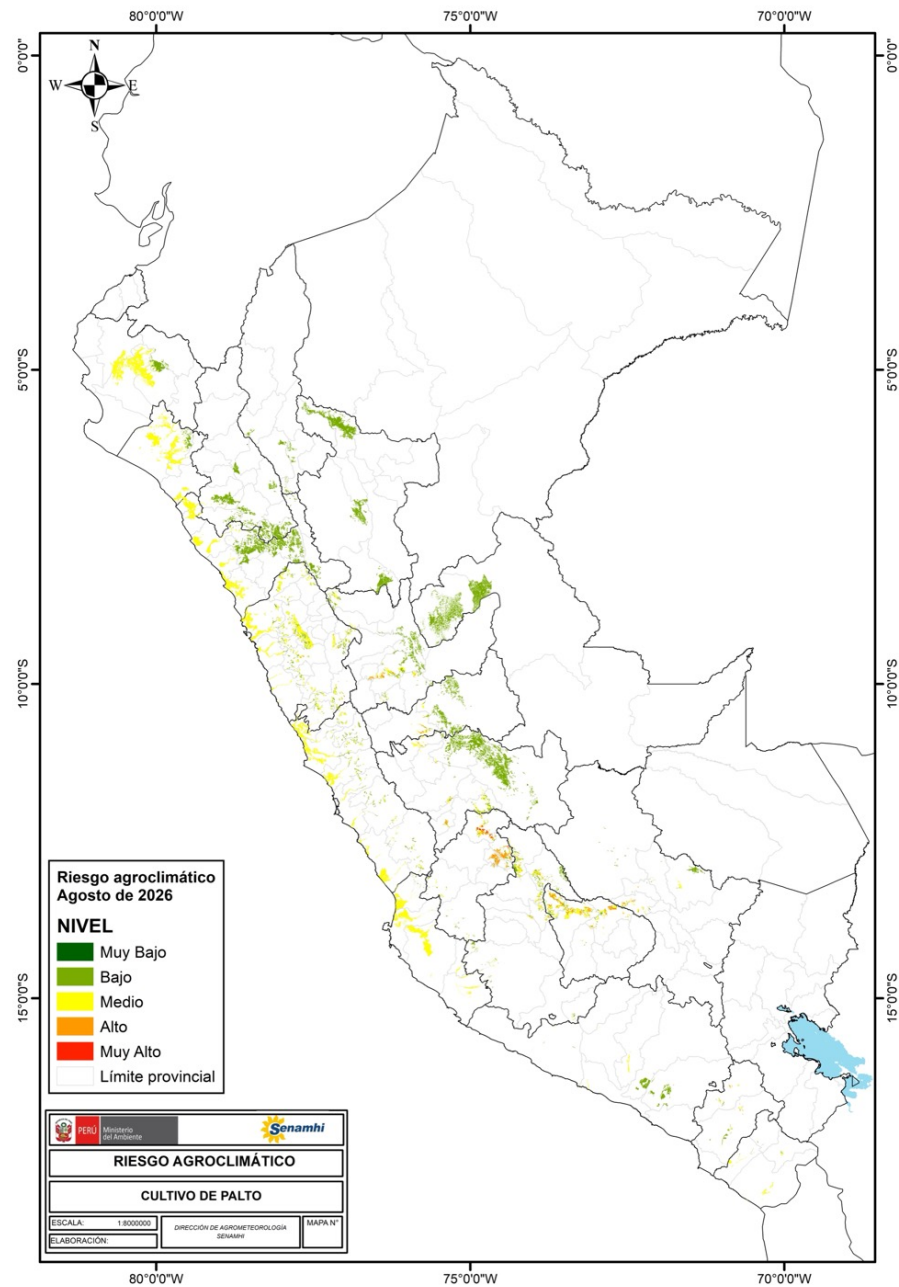 80°0'0"W 75°0'0"W 70°0'0"W
0°0'0" 0°0'0"
N
W E
S
5°0'0"S 5°0'0"S
10°0'0"S 10°0'0"S
15°0'0"S 15°0'0"S
Riesgo agroclimático
Agosto de 2026
NIVEL
Muy Bajo
Bajo
Medio
Alto
Muy Alto
Límite provincial
PERÚ Ministerio
del Ambiente
Senamhi
RIESGO AGROCLIMÁTICO
CULTIVO DE PALTO
ESCALA: 1:8000000
ELABORACIÓN:
DIRECCIÓN DE AGROMETEOROLOGÍA
SENAMHI
MAPA N°
80°0'0"W 75°0'0"W 70°0'0"W